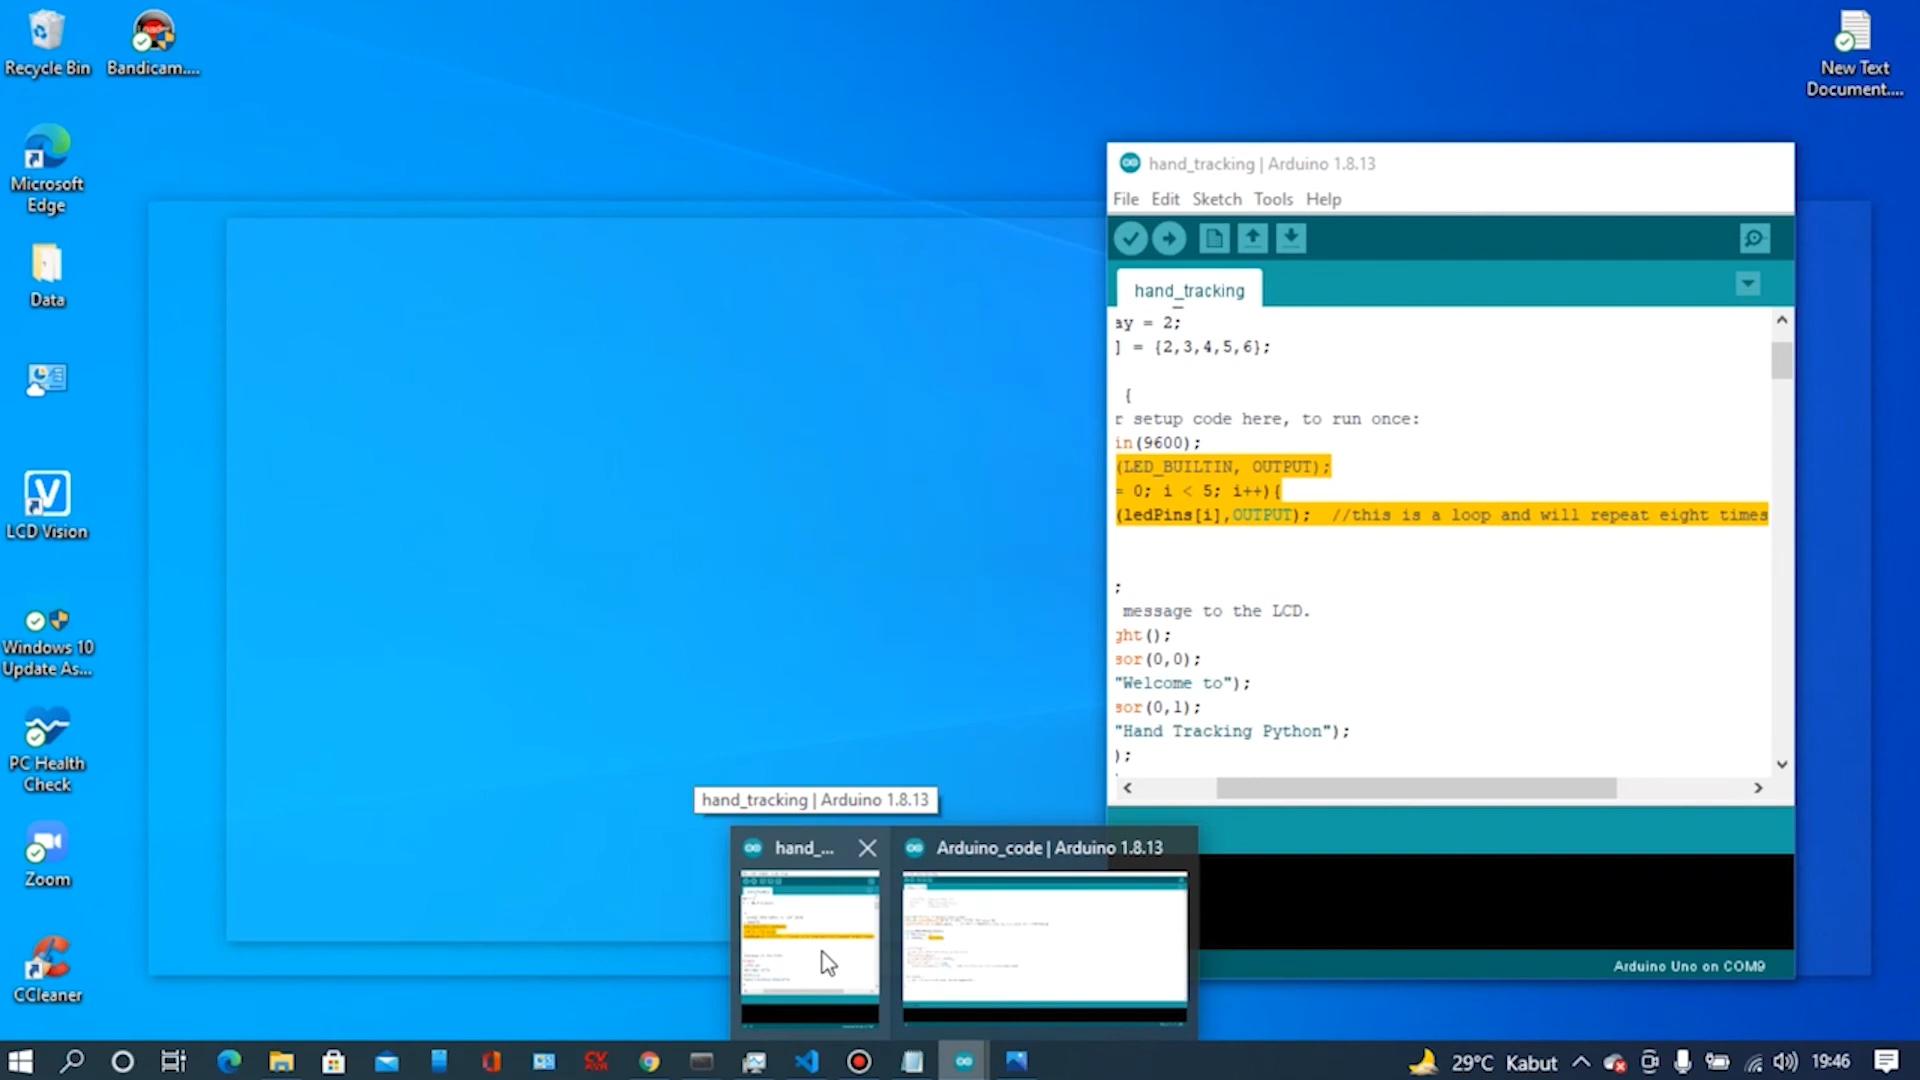 Recycle Bin
Bandicam....
New Text
Document....
Microsoft
Edge
Data
LCD Vision
Windows 10
Update As...
PC Health
Check
Zoom
CCleaner
hand_tracking | Arduino 1.8.13
File Edit Sketch Tools Help
hand_tracking
ay = 2;
] = {2,3,4,5,6};
{
r setup code here, to run once:
in(9600);
(LED_BUILTIN, OUTPUT);
= 0; i < 5; i++){
(ledPins[i],OUTPUT);  //this is a loop and will repeat eight times
;
message to the LCD.
ght();
sor(0,0);
"Welcome to");
sor(0,1);
"Hand Tracking Python");
);
Arduino Uno on COM9
hand_tracking | Arduino 1.8.13
hand_...
Arduino_code | Arduino 1.8.13
29°C Kabut
19:46